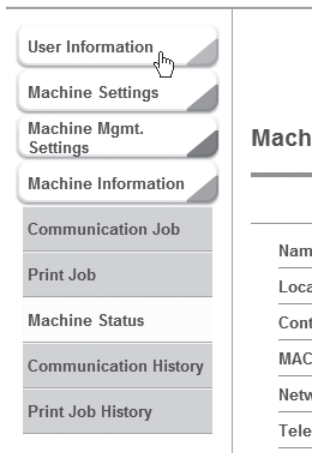 User Information
Machine Settings
Machine Mgmt.
Settings
Machine Information
Communication Job
Print Job
Machine Status
Communication History
Print Job History
Mach
Nam
Loca
Cont
MAC
Netw
Tele